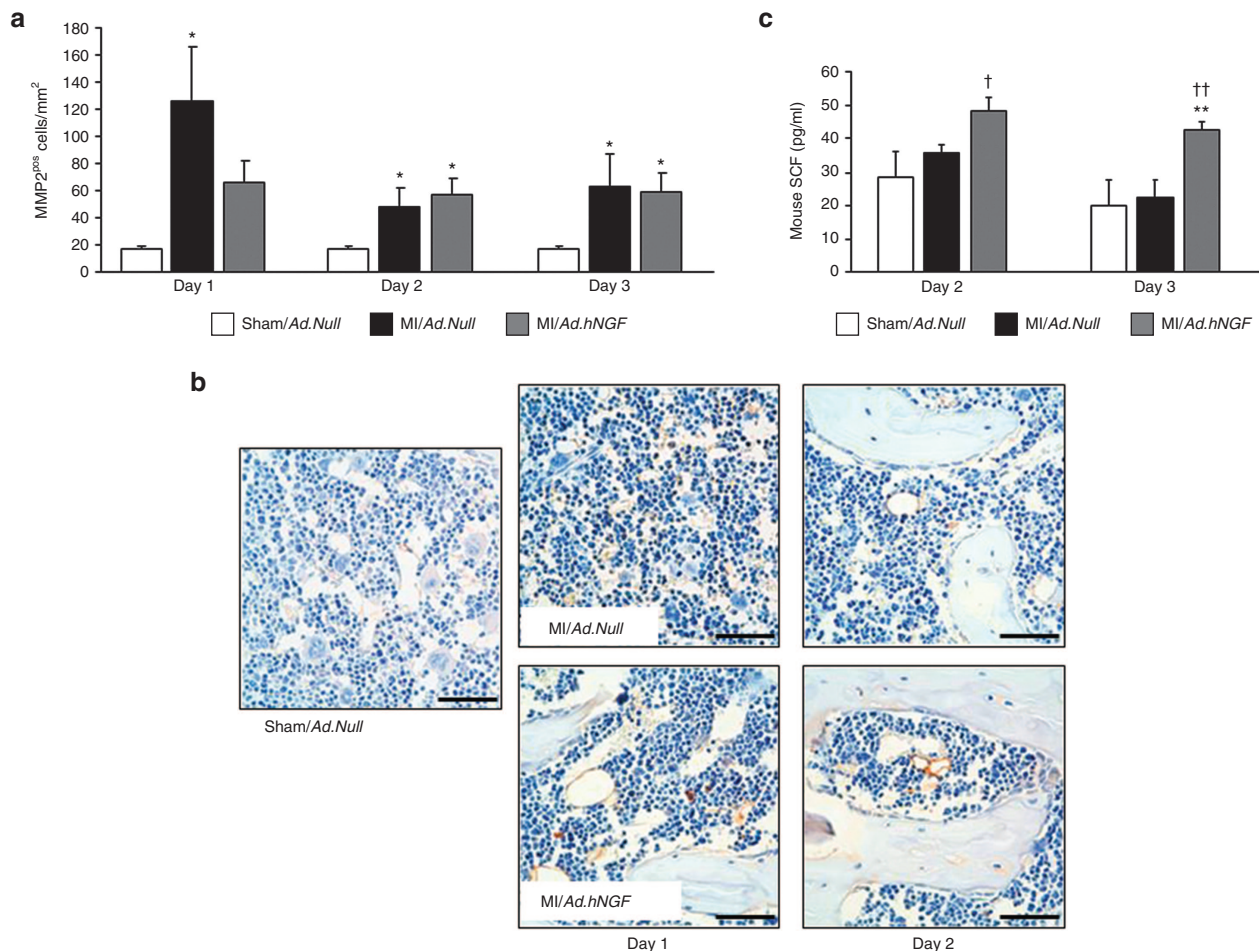 a
MMP2pos cells/mm2
180
160
140
120
100
80
60
40
20
0
*
*
*
*
*
Day 1
Day 2
Day 3
Sham/Ad.Null
MI/Ad.Null
MI/Ad.hNGF
c
Mouse SCF (pg/ml)
60
50
40
30
20
10
0
†
††
**
Day 2
Day 3
Sham/Ad.Null
MI/Ad.Null
MI/Ad.hNGF
b
Sham/Ad.Null
MI/Ad.Null
MI/Ad.hNGF
Day 1
Day 2